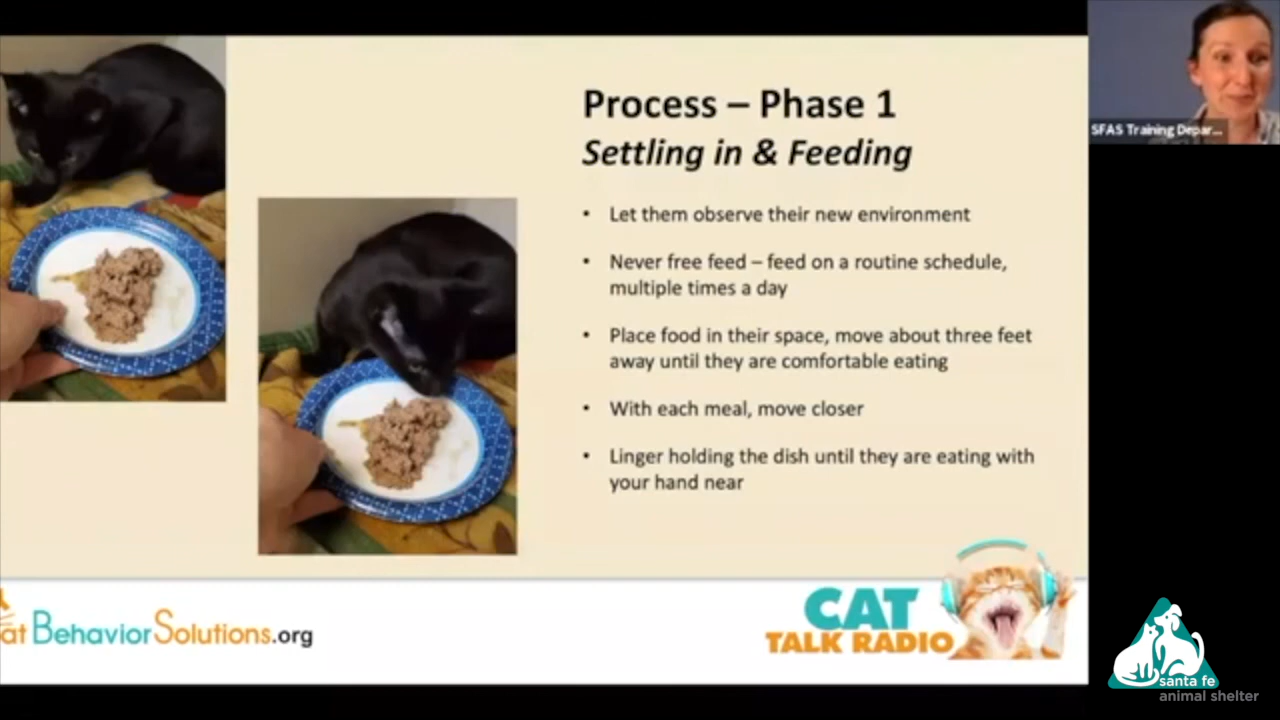 Process – Phase 1
Settling in & Feeding
• Let them observe their new environment
• Never free feed – feed on a routine schedule,
multiple times a day
• Place food in their space, move about three feet
away until they are comfortable eating
• With each meal, move closer
• Linger holding the dish until they are eating with
your hand near
at BehaviorSolutions.org
CAT
TALK RADIO
SFAS Training Depar...
santa fe
animal shelter